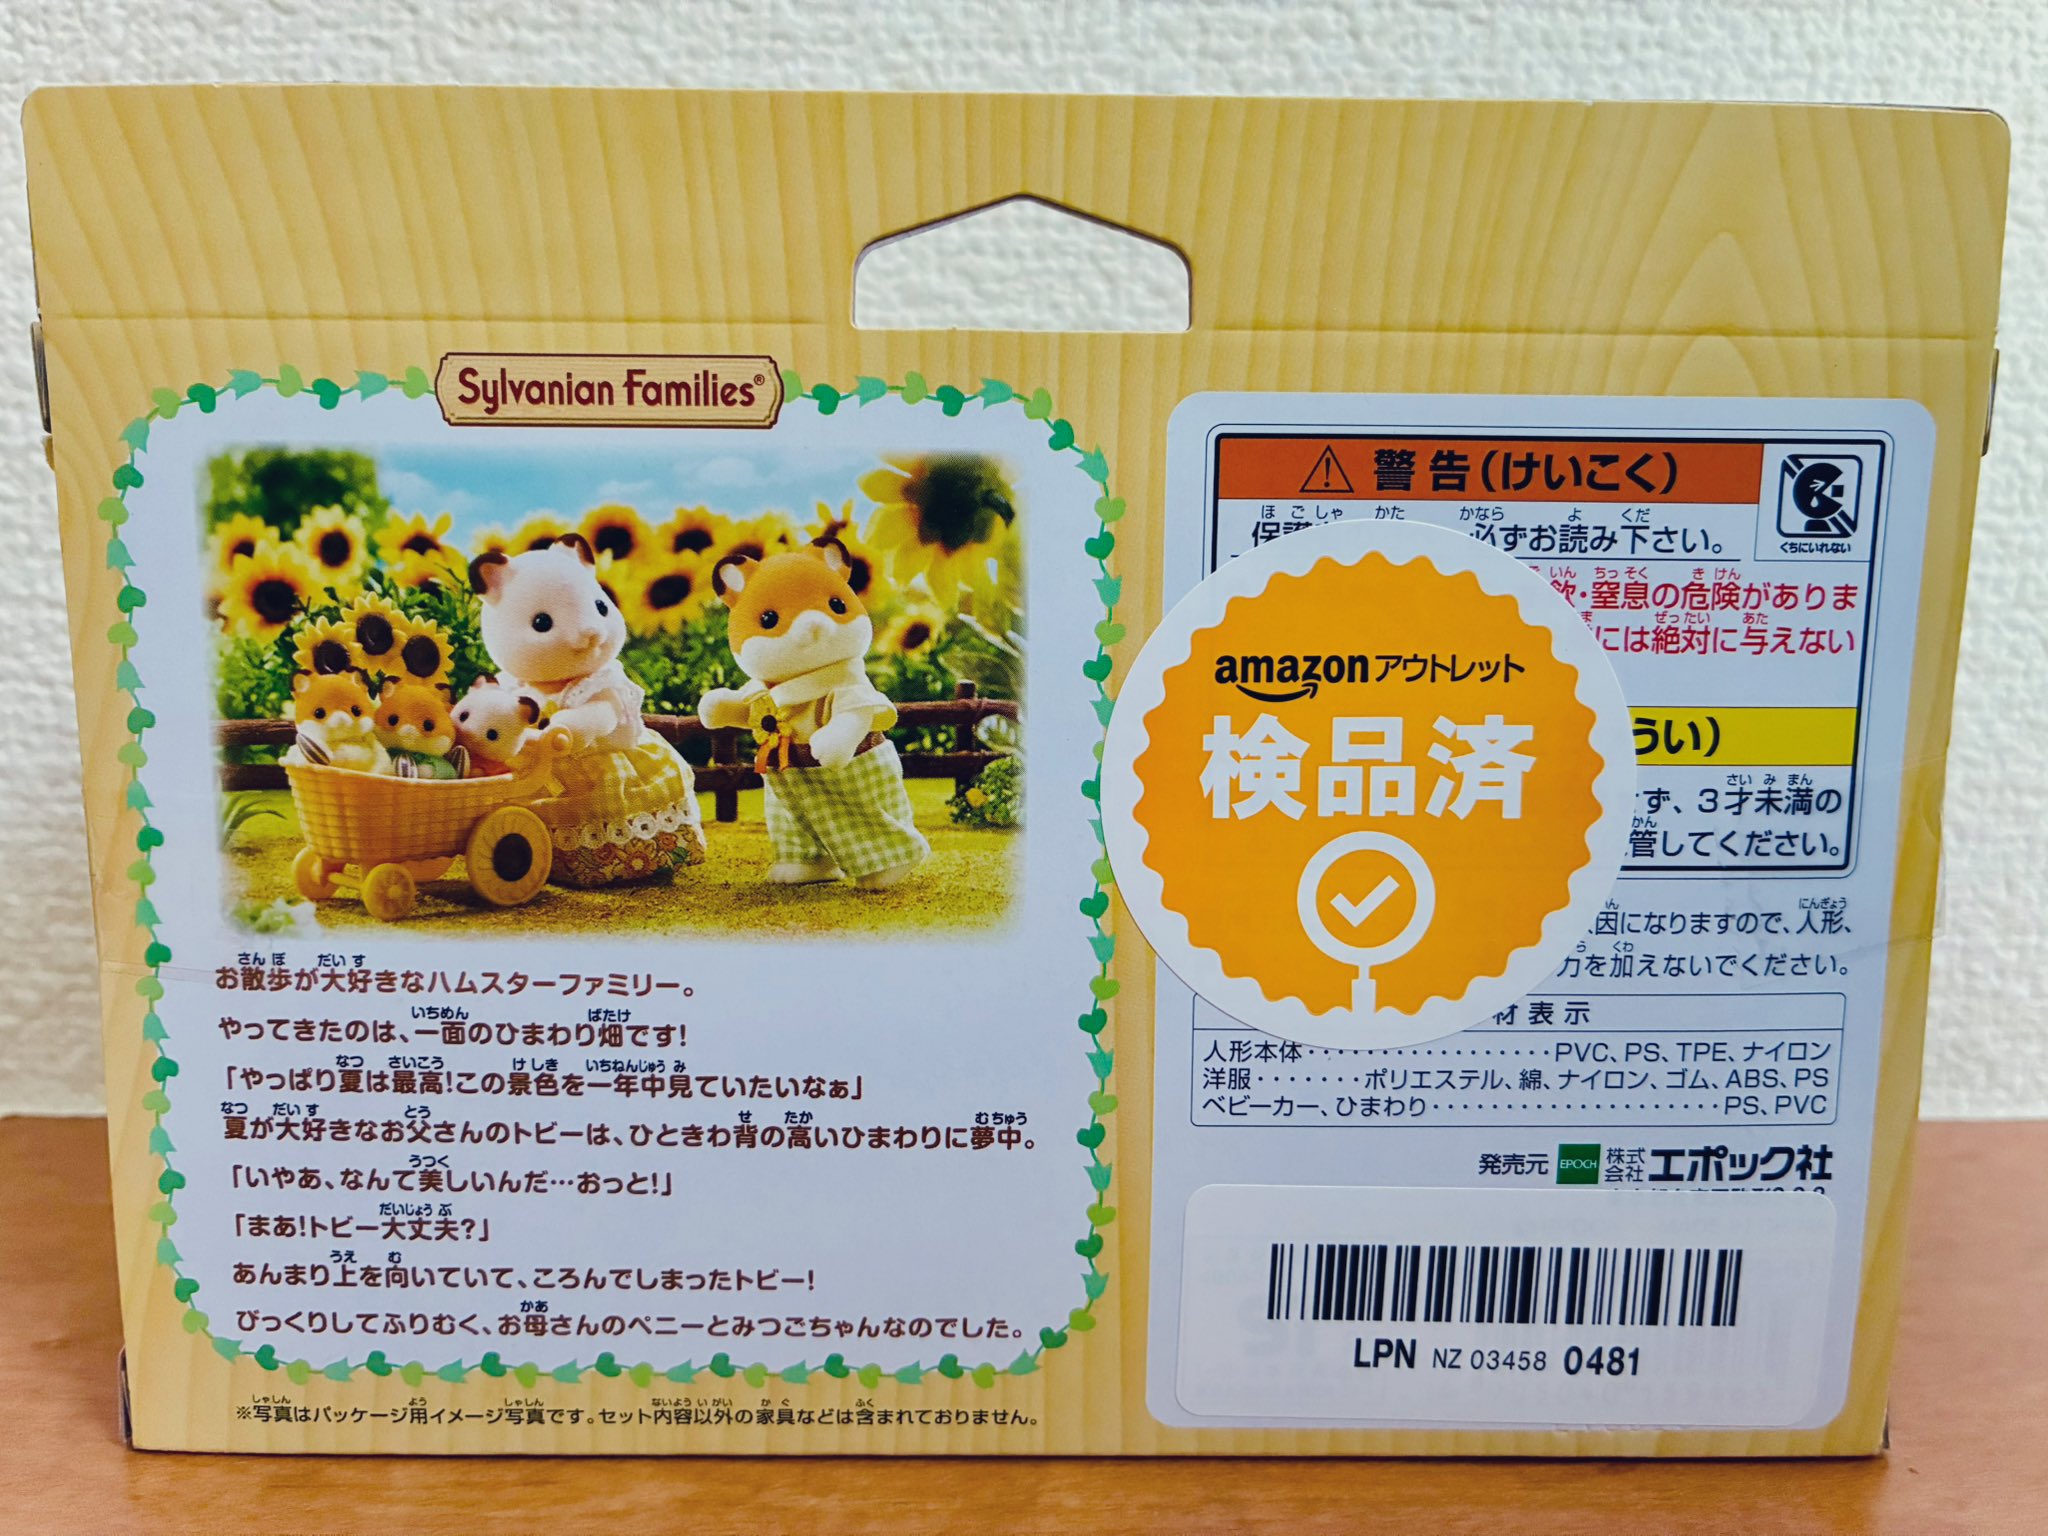 Sylvanian Families®
お散歩が大好きなハムスターファミリー。
やってきたのは、一面のひまわり畑です!
「やっぱり夏は最高!この景色を一年中見ていたいなぁ」
夏が大好きなお父さんのトビーは、ひときわ背の高いひまわりに夢中。
「いやあ、なんて美しいんだ…おっと!」
「まあ!トビー大丈夫?」
あんまり上を向いていて、ころんでしまったトビー!
びっくりしてふりむく、お母さんのペニーとみつごちゃんなのでした。
※写真はパッケージ用イメージ写真です。セット内容以外の家具などは含まれておりません。
警告(けいこく)
くちにいれない
必ずお読み下さい。
飲・窒息の危険がありま
には絶対に与えない
うい)
ず、3才未満の
管してください。
因になりますので、人形、
力を加えないでください。
amazonアウトレット
検品済
材表示
人形本体・・・・・・・・・・・・・・・・・PVC、PS、TPE、ナイロン
洋服・・・・・・・ポリエステル、綿、ナイロン、ゴム、ABS、PS
ベビーカー、ひまわり・・・・・・・・・・・・・・・・・・・・PS、PVC
発売元 EPOCH 株式会社 エポック社
LPN NZ 03458 0481